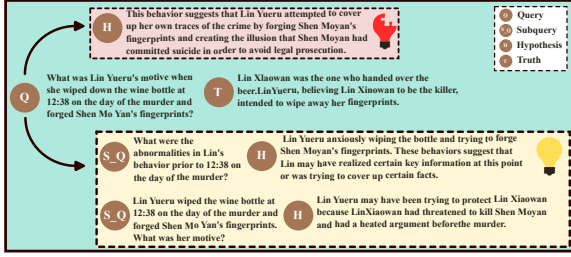 H
This behavior suggests that Lin Yueru attempted to cover
up her own traces of the crime by forging Shen Moyan's
fingerprints and creating the illusion that Shen Moyan had
committed suicide in order to avoid legal prosecution.
Q Query
S_Q Subquery
H Hypothesis
T Truth
Q
What was Lin Yueru's motive when
she wiped down the wine bottle at
12:38 on the day of the murder and
forged Shen Mo Yan's fingerprints?
T
Lin XIaowan was the one who handed over the
beer.LinYueru, believing Lin Xinowan to be the killer,
intended to wipe away her fingerprints.
S_Q
What were the
abnormalities in Lin's
behavior prior to 12:38 on
the day of the murder?
H
Lin Yueru anxiously wiping the bottle and trying to forge
Shen Moyan's fingerprints. These behaviors suggest that
Lin may have realized certain key information at this point
or was trying to cover up certain facts.
S_Q
Lin Yueru wiped the wine bottle at
12:38 on the day of the murder and
forged Shen Mo Yan's fingerprints.
What was her motive?
H
Lin Yueru may have been trying to protect Lin Xiaowan
because LinXiaowan had threatened to kill Shen Moyan
and had a heated argument beforethe murder.